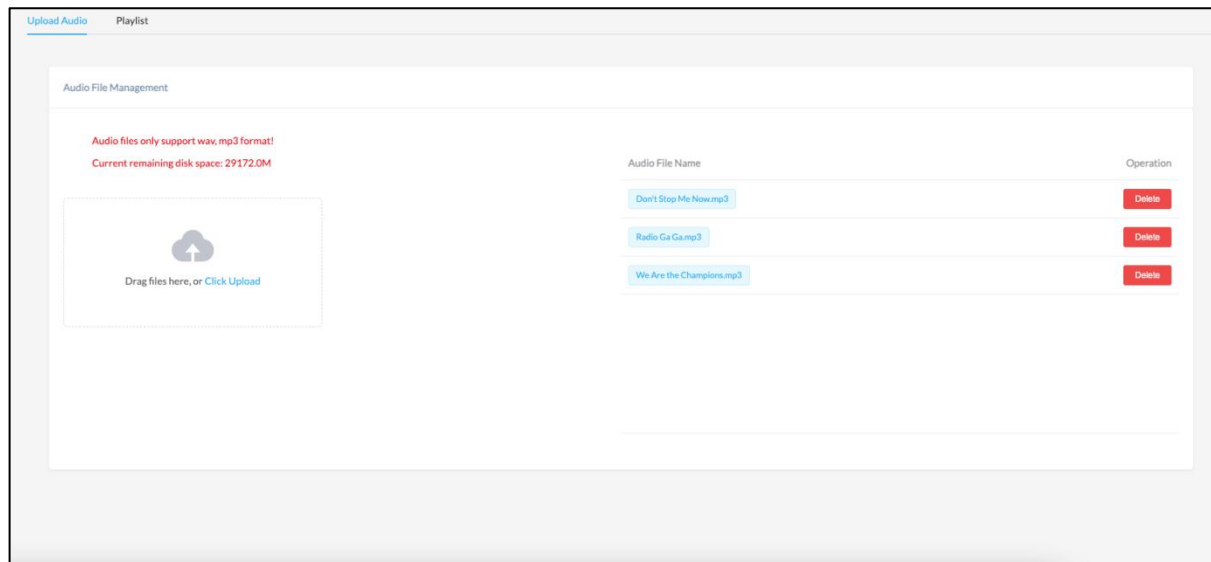 Upload Audio Playlist
Audio File Management
Audio files only support wav, mp3 format!
Current remaining disk space: 29172.0M
Drag files here, or Click Upload
Audio File Name Operation
Don't Stop Me Now.mp3 Delete
Radio Ga Ga.mp3 Delete
We Are the Champions.mp3 Delete